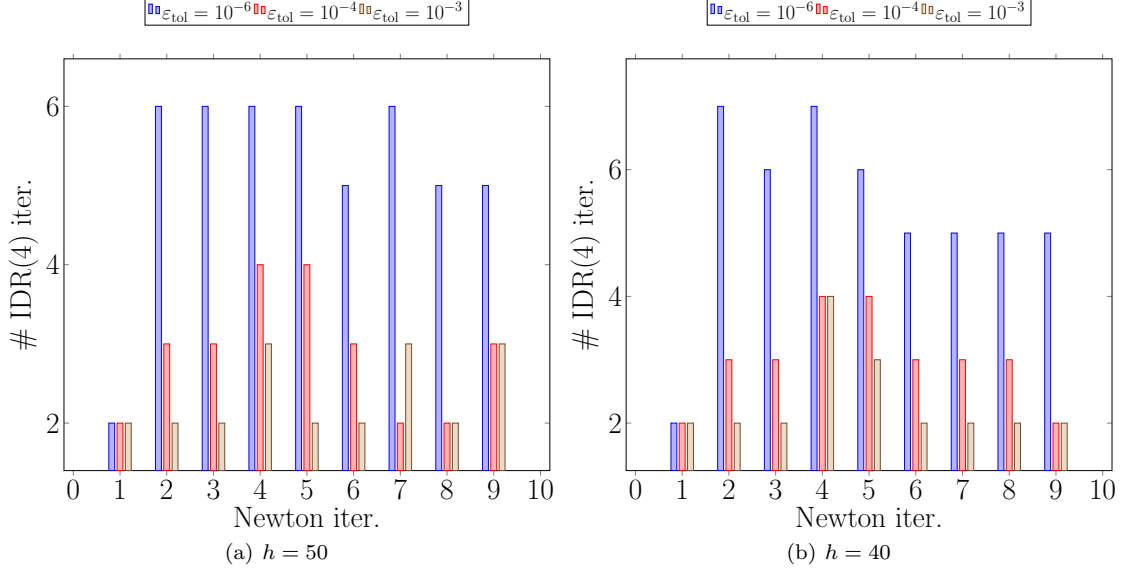 ε_tol = 10^−6 ε_tol = 10^−4 ε_tol = 10^−3
6
4
2
# IDR(4) iter.
0 1 2 3 4 5 6 7 8 9 10
Newton iter.
(a) h = 50
ε_tol = 10^−6 ε_tol = 10^−4 ε_tol = 10^−3
6
4
2
# IDR(4) iter.
0 1 2 3 4 5 6 7 8 9 10
Newton iter.
(b) h = 40